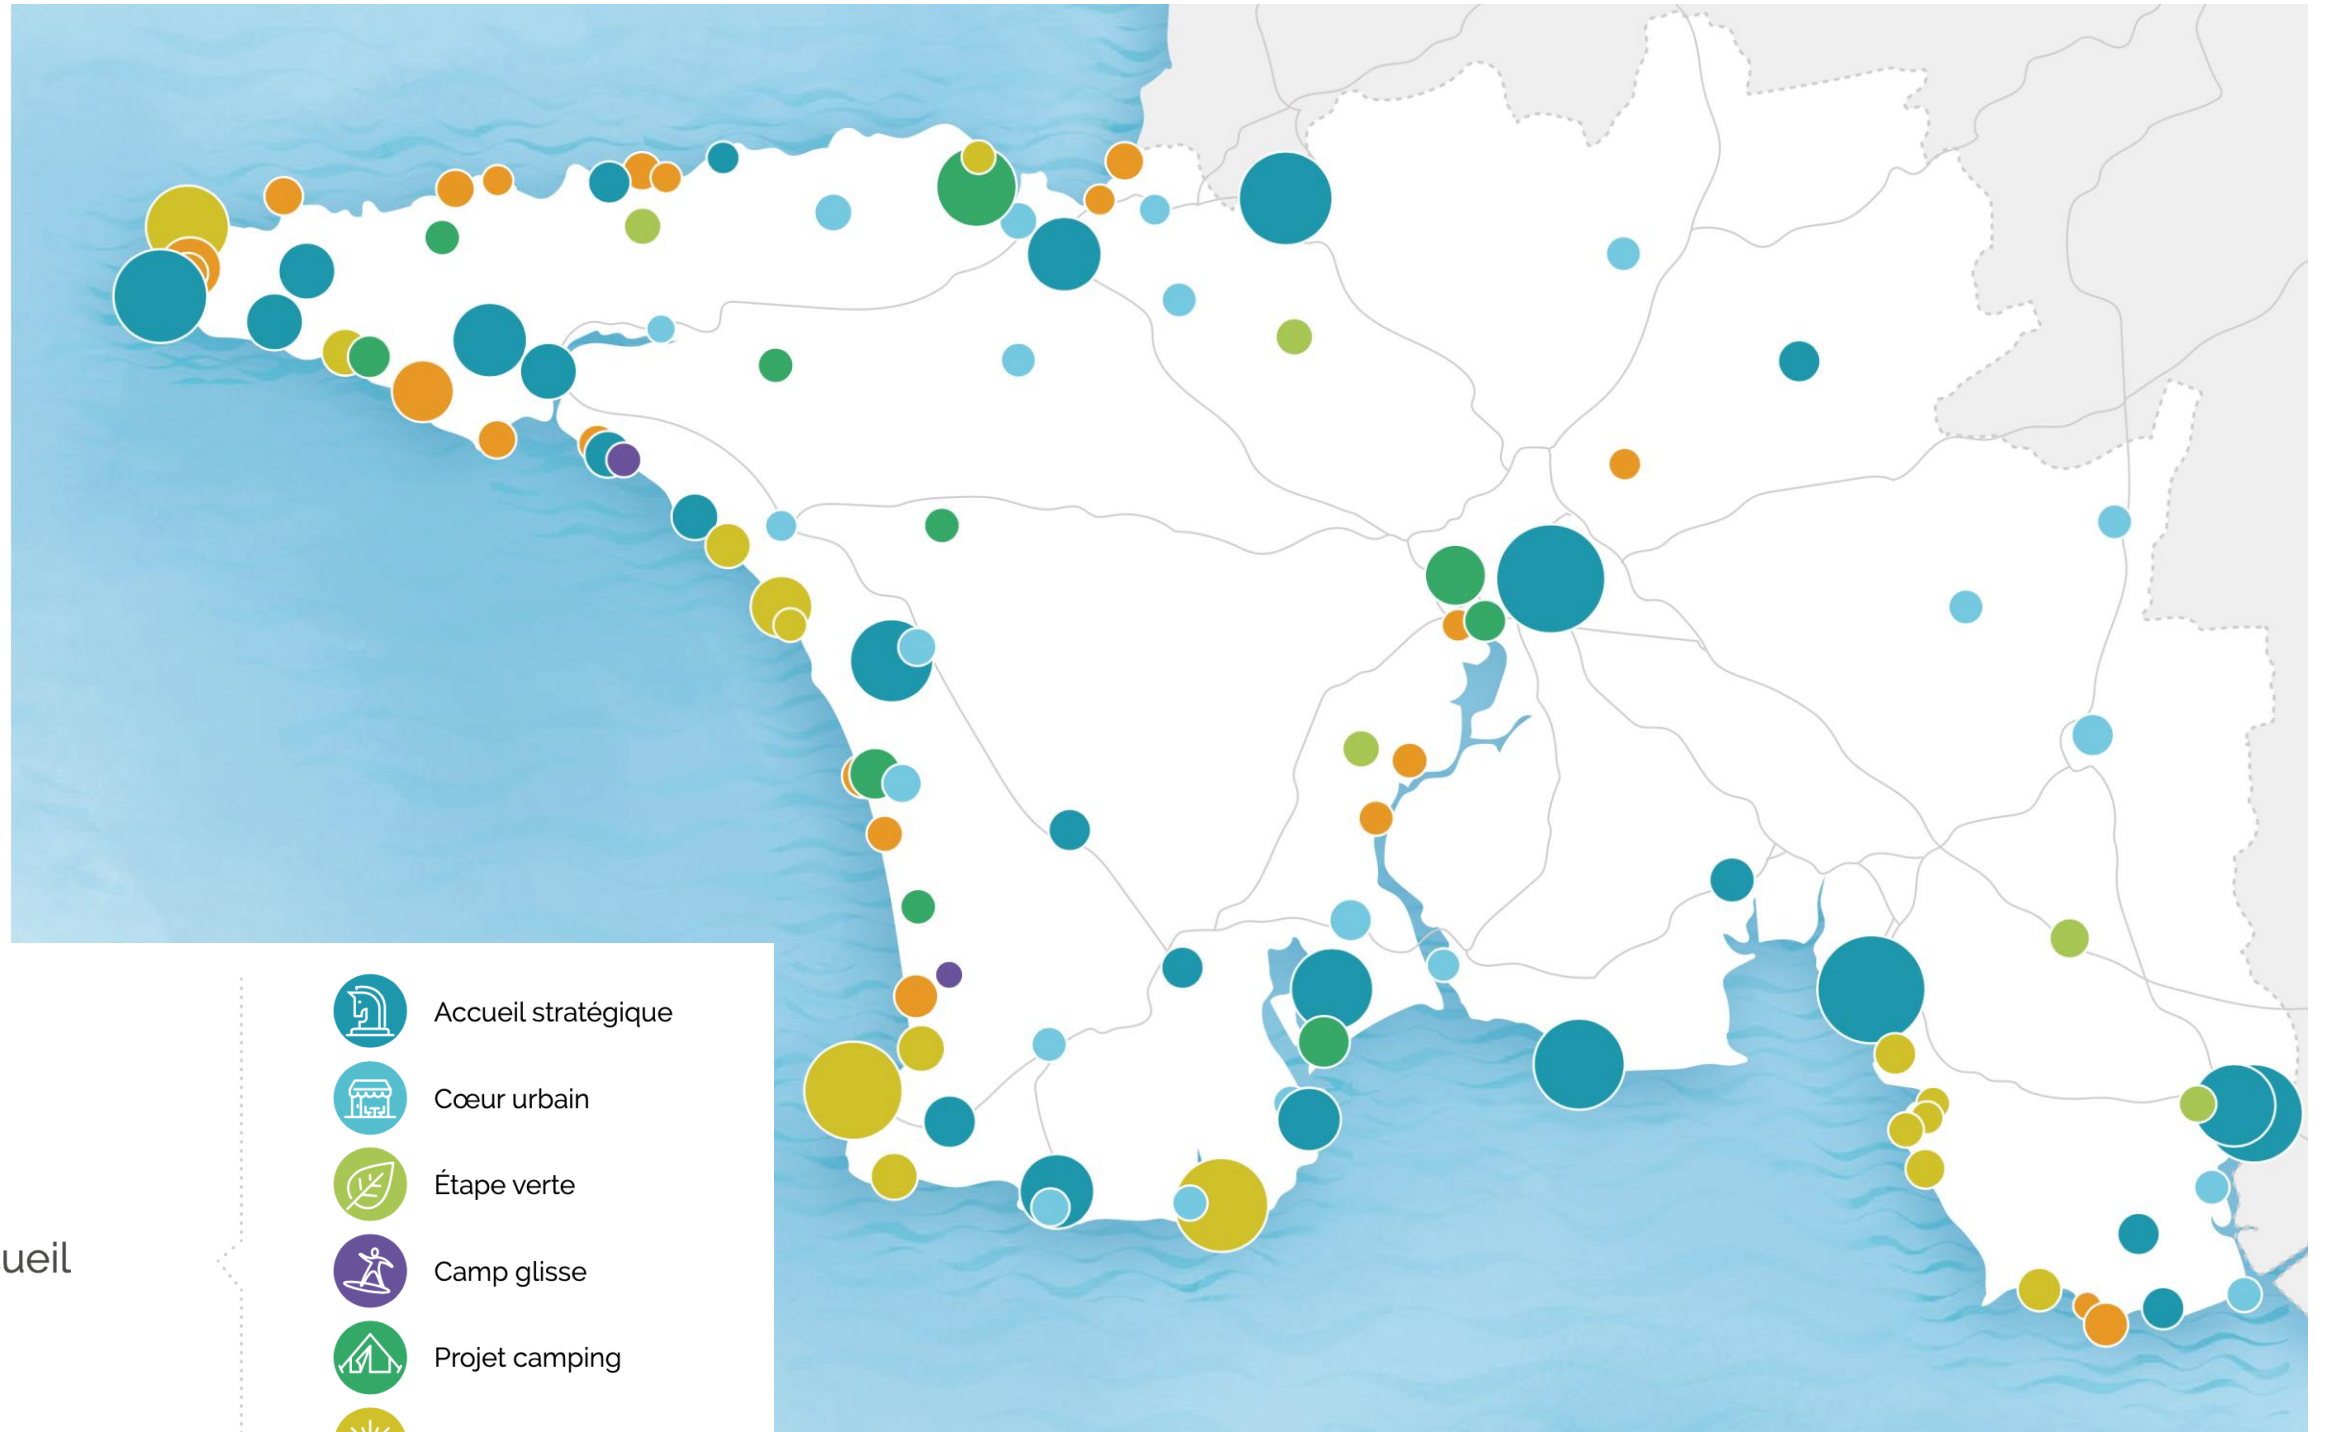 Accueil stratégique
Cœur urbain
Étape verte
ueil
Camp glisse
Projet camping